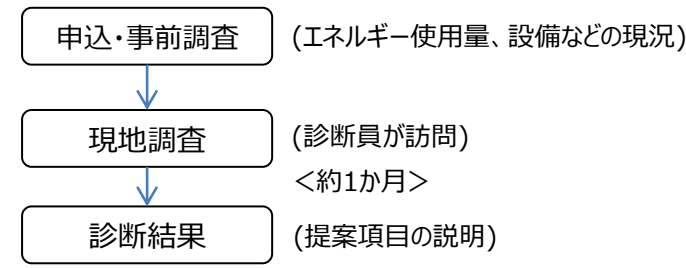 申込・事前調査 (エネルギー使用量、設備などの現況)
現地調査 (診断員が訪問)
＜約1か月＞
診断結果 (提案項目の説明)